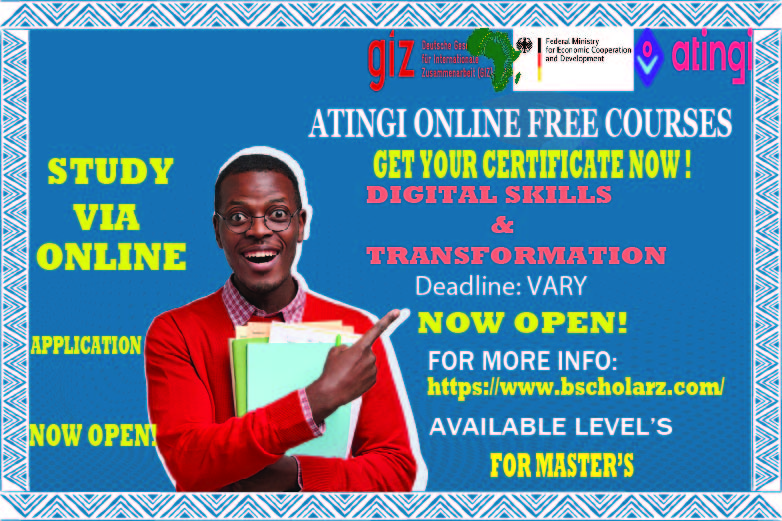 giz
Deutsche Gesell
für Internationale
Zusammenarbeit (GIZ)
Federal Ministry
for Economic Cooperation
and Development
atingi
ATINGI ONLINE FREE COURSES
GET YOUR CERTIFICATE NOW !
DIGITAL SKILLS
&
TRANSFORMATION
Deadline: VARY
NOW OPEN!
FOR MORE INFO:
https://www.bscholarz.com/
AVAILABLE LEVEL'S
FOR MASTER'S
STUDY
VIA
ONLINE
APPLICATION
NOW OPEN!